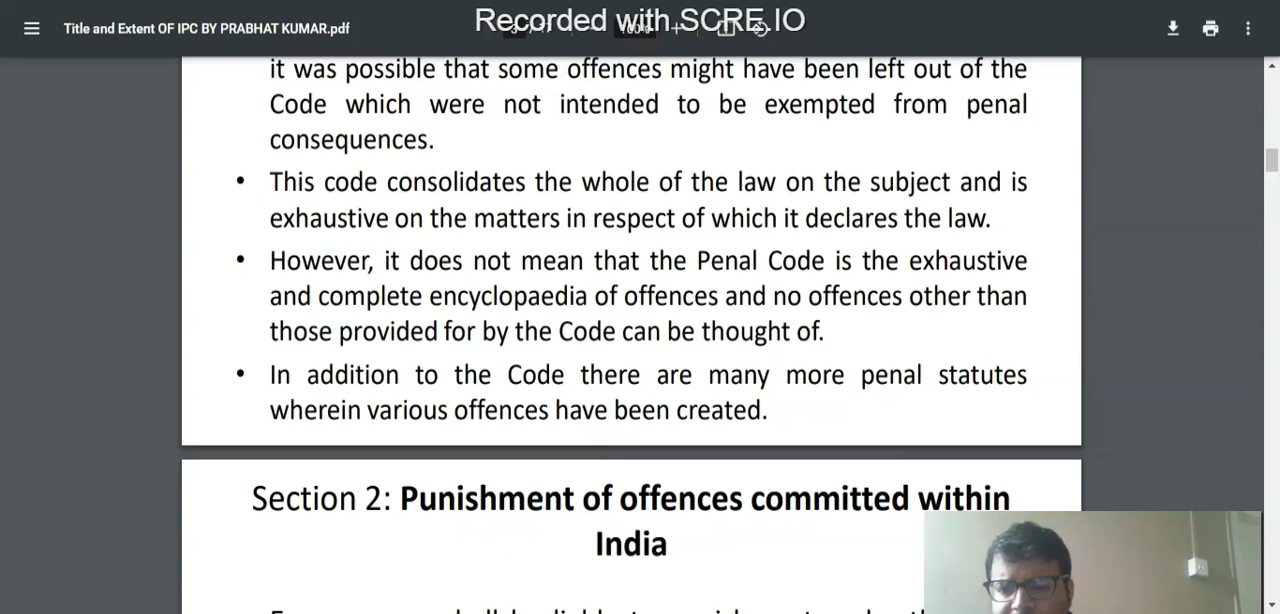 Recorded with SCRE.IO
Title and Extent OF IPC BY PRABHAT KUMAR.pdf
it was possible that some offences might have been left out of the
Code which were not intended to be exempted from penal
consequences.
• This code consolidates the whole of the law on the subject and is
exhaustive on the matters in respect of which it declares the law.
• However, it does not mean that the Penal Code is the exhaustive
and complete encyclopaedia of offences and no offences other than
those provided for by the Code can be thought of.
• In addition to the Code there are many more penal statutes
wherein various offences have been created.
Section 2: Punishment of offences committed within
India